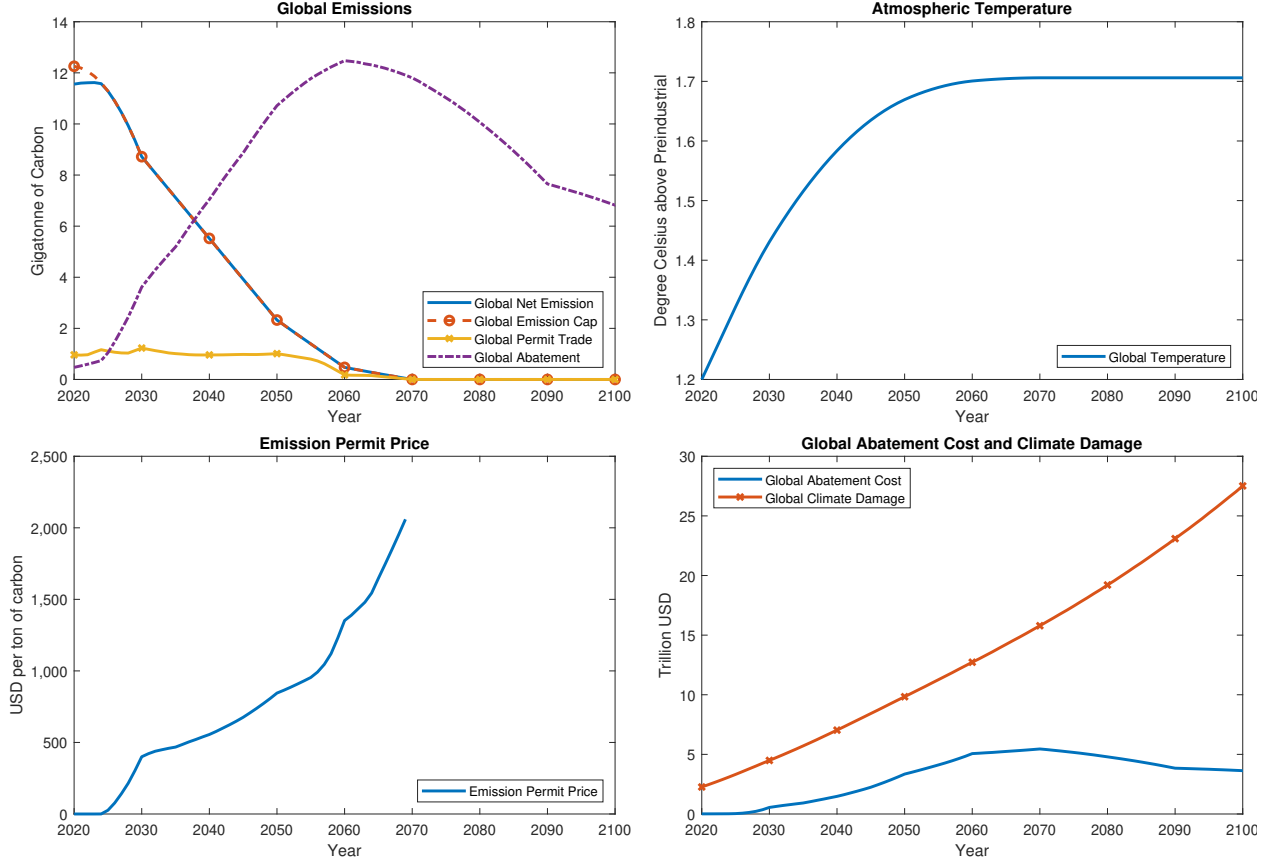 Global Emissions
14
12
10
8
6
4
2
0
Gigatonne of Carbon
Global Net Emission
Global Emission Cap
Global Permit Trade
Global Abatement
2020 2030 2040 2050 2060 2070 2080 2090 2100
Year
Atmospheric Temperature
1.8
1.7
1.6
1.5
1.4
1.3
1.2
Degree Celsius above Preindustrial
Global Temperature
2020 2030 2040 2050 2060 2070 2080 2090 2100
Year
Emission Permit Price
2,500
2,000
1,500
1,000
500
0
USD per ton of carbon
Emission Permit Price
2020 2030 2040 2050 2060 2070 2080 2090 2100
Year
Global Abatement Cost and Climate Damage
30
25
20
15
10
5
0
Trillion USD
Global Abatement Cost
Global Climate Damage
2020 2030 2040 2050 2060 2070 2080 2090 2100
Year